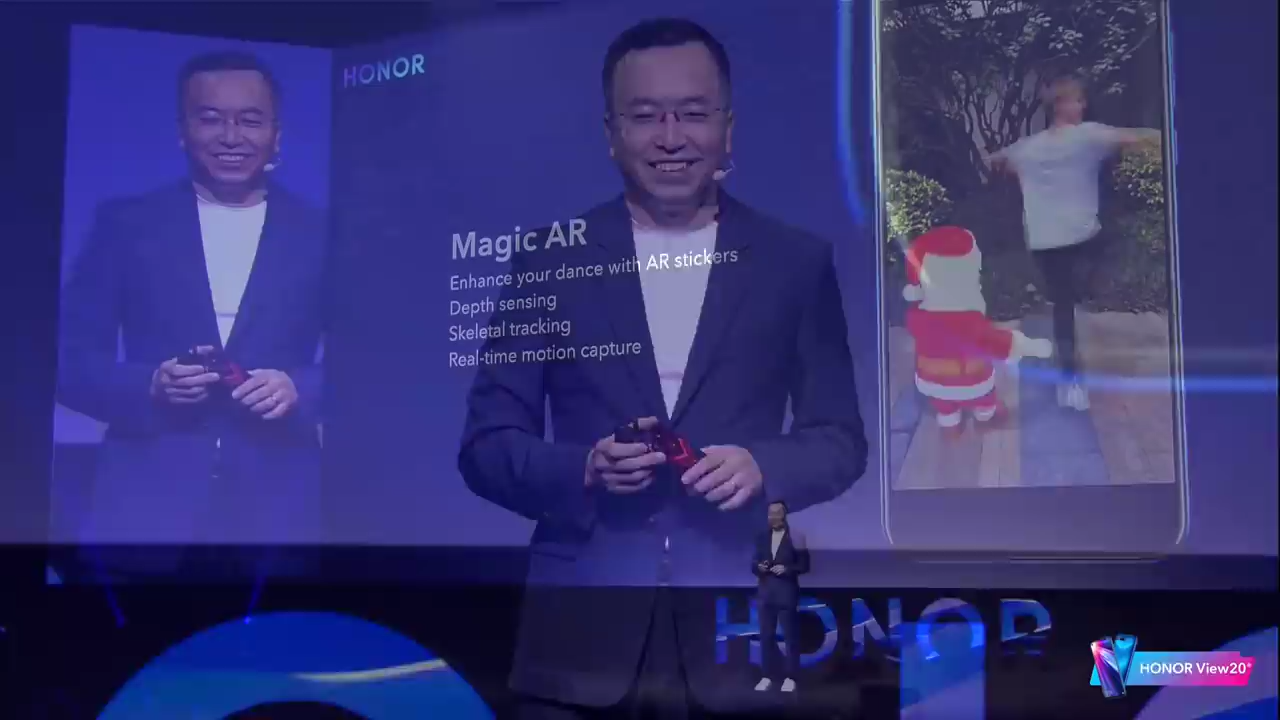 HONOR
Magic AR
Enhance your dance with AR stickers
Depth sensing
Skeletal tracking
Real-time motion capture
HONOR
HONOR View20